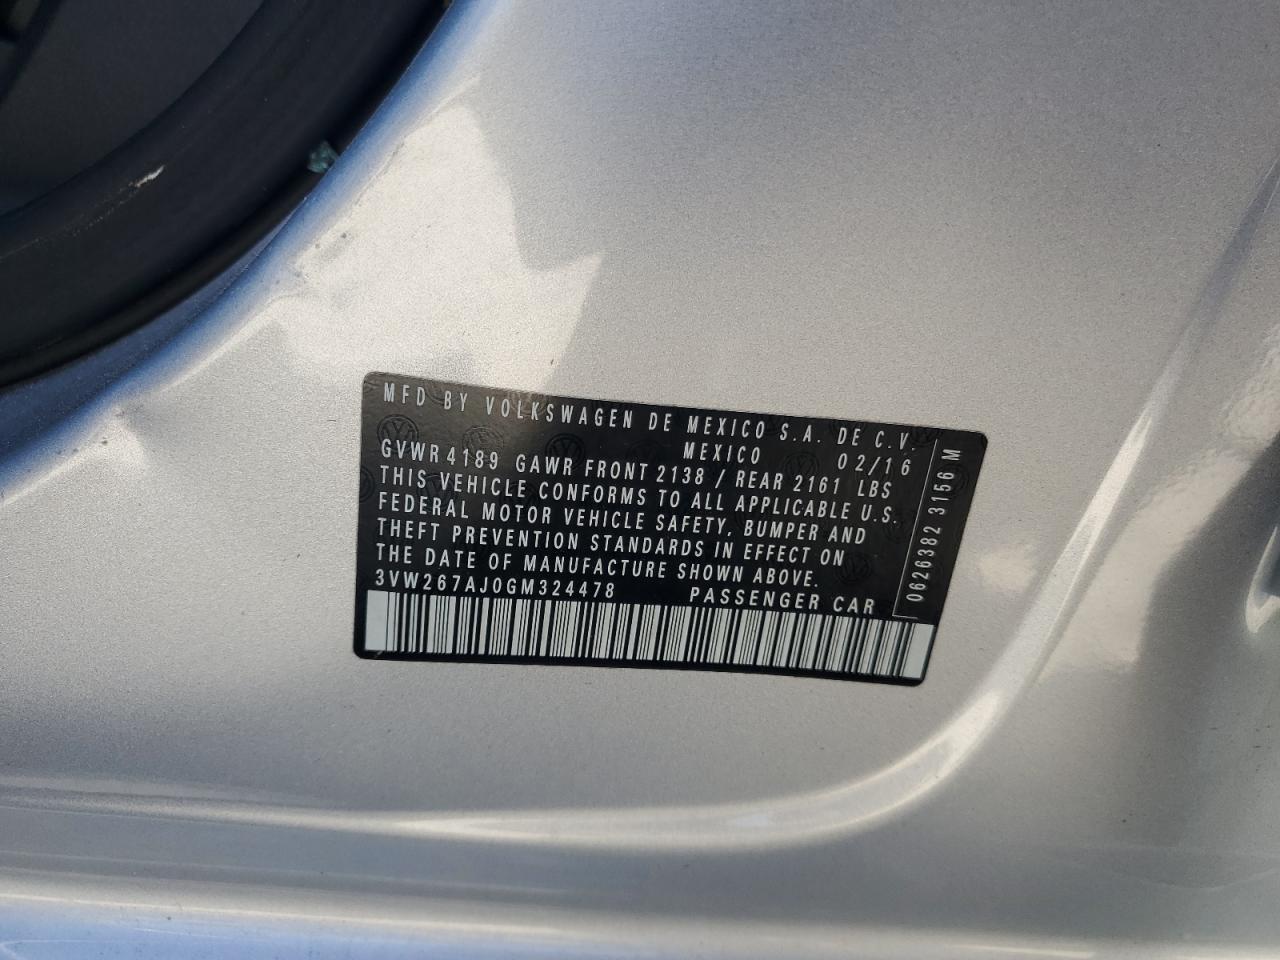 MFD BY VOLKSWAGEN DE MEXICO S.A. DE C.V.
MEXICO 02/16
GVWR 4189 GAWR FRONT 2138 / REAR 2161 LBS
THIS VEHICLE CONFORMS TO ALL APPLICABLE U.S.
FEDERAL MOTOR VEHICLE SAFETY, BUMPER AND
THEFT PREVENTION STANDARDS IN EFFECT ON
THE DATE OF MANUFACTURE SHOWN ABOVE.
3VW267AJ0GM324478 PASSENGER CAR
0626382 3156 M